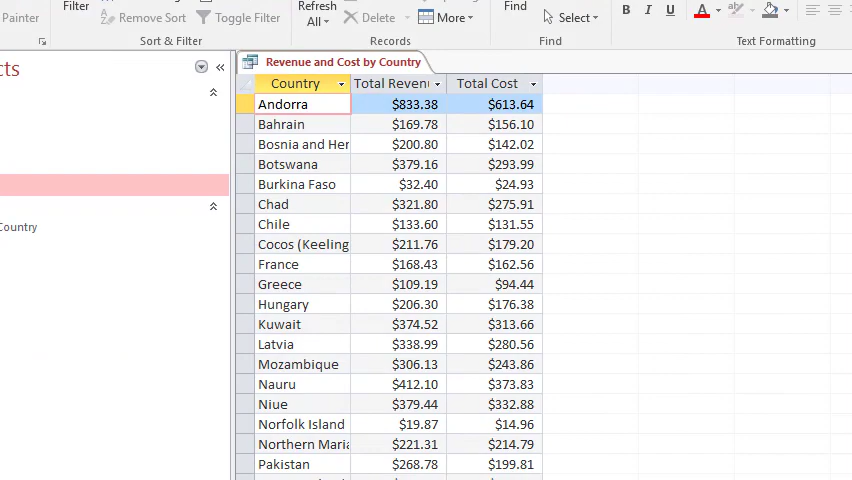 Painter
Filter
Remove Sort
Toggle Filter
Sort & Filter
Refresh
All
Delete
More
Records
Find
Select
Find
B I U A ab
Text Formatting
cts
Country
Revenue and Cost by Country
Country Total Revenu Total Cost
Andorra $833.38 $613.64
Bahrain $169.78 $156.10
Bosnia and Her $200.80 $142.02
Botswana $379.16 $293.99
Burkina Faso $32.40 $24.93
Chad $321.80 $275.91
Chile $133.60 $131.55
Cocos (Keeling $211.76 $179.20
France $168.43 $162.56
Greece $109.19 $94.44
Hungary $206.30 $176.38
Kuwait $374.52 $313.66
Latvia $338.99 $280.56
Mozambique $306.13 $243.86
Nauru $412.10 $373.83
Niue $379.44 $332.88
Norfolk Island $19.87 $14.96
Northern Maria $221.31 $214.79
Pakistan $268.78 $199.81